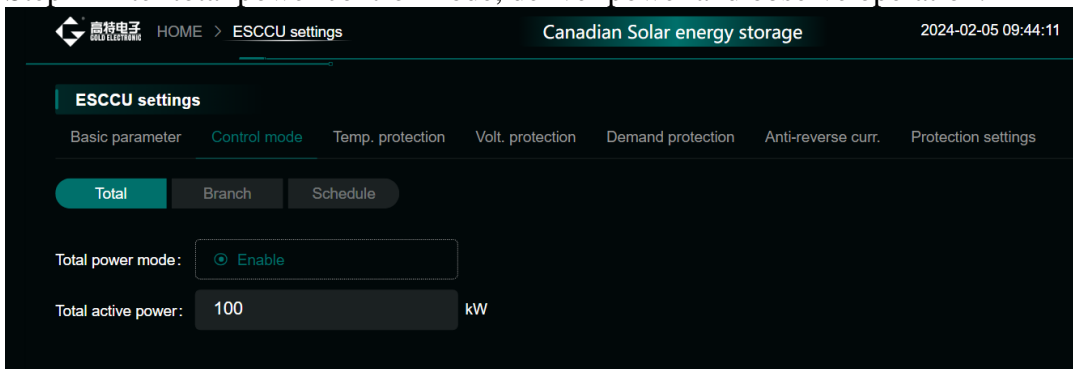 高特电子 GOLD ELECTRONIC HOME > ESCCU settings Canadian Solar energy storage 2024-02-05 09:44:11
ESCCU settings
Basic parameter Control mode Temp. protection Volt. protection Demand protection Anti-reverse curr. Protection settings
Total Branch Schedule
Total power mode: Enable
Total active power: 100 kW